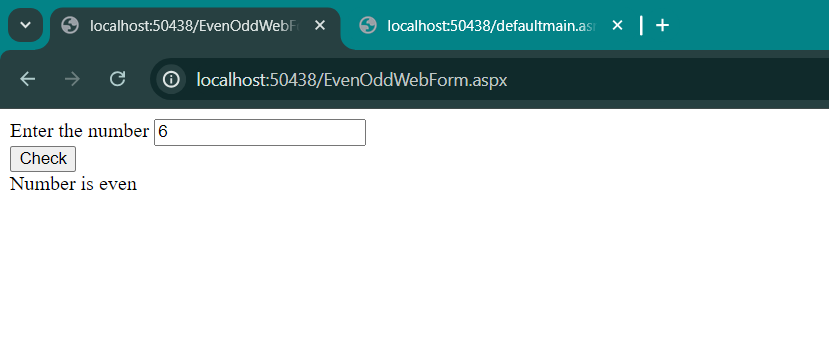 localhost:50438/EvenOddWebF
localhost:50438/defaultmain.as
localhost:50438/EvenOddWebForm.aspx
Enter the number 6
Check
Number is even